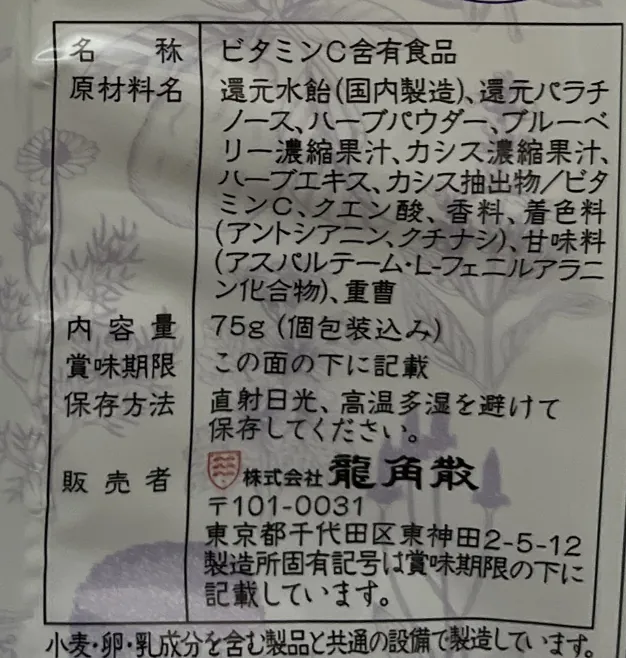 名称 ビタミンC含有食品
原材料名 還元水飴(国内製造)、還元パラチ
ノース、ハーブパウダー、ブルーベ
リー濃縮果汁、カシス濃縮果汁、
ハーブエキス、カシス抽出物/ビタ
ミンC、クエン酸、香料、着色料
(アントシアニン、クチナシ)、甘味料
(アスパルテーム・L-フェニルアラニ
ン化合物)、重曹
内容量 75g(個包装込み)
賞味期限 この面の下に記載
保存方法 直射日光、高温多湿を避けて
保存してください。
販売者 株式会社 龍角散
〒101-0031
東京都千代田区東神田2-5-12
製造所固有記号は賞味期限の下に
記載しています。
小麦・卵・乳成分を含む製品と共通の設備で製造しています。